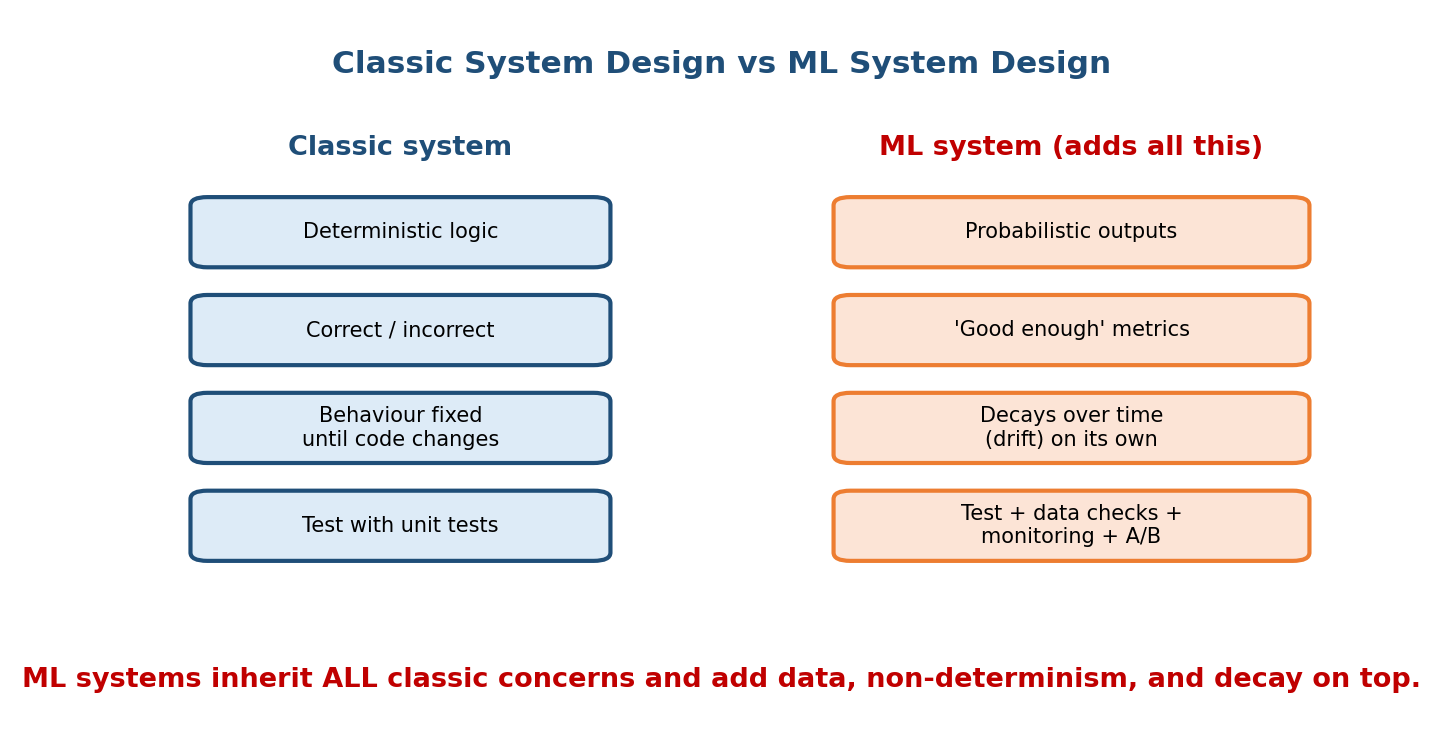 Classic System Design vs ML System Design
Classic system
ML system (adds all this)
Deterministic logic
Probabilistic outputs
Correct / incorrect
'Good enough' metrics
Behaviour fixed
until code changes
Decays over time
(drift) on its own
Test with unit tests
Test + data checks +
monitoring + A/B
ML systems inherit ALL classic concerns and add data, non-determinism, and decay on top.